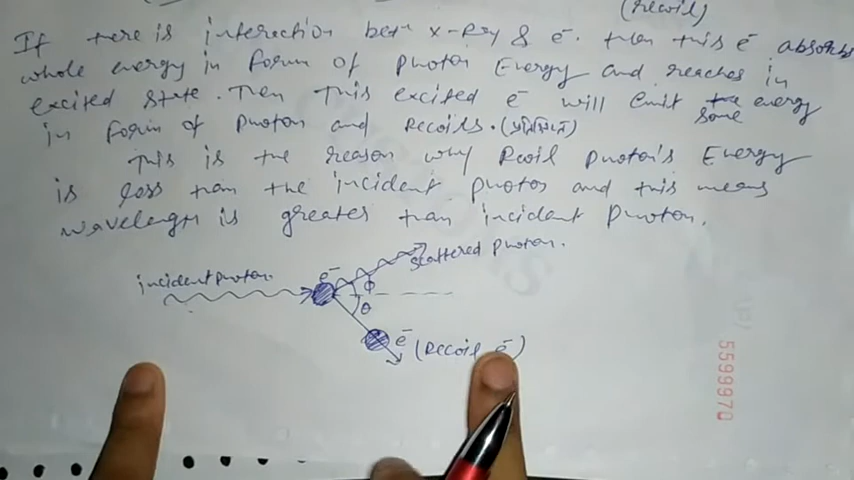 (recoil)
If there is interaction betⁿ x-Ray & e⁻. then this e⁻ absorbs
whole energy in form of Photon Energy and reaches in
excited state. Then This excited e⁻ will emit some energy
in form of Photon and Recoils.
This is the reason why Recoil photon's Energy
is less than the incident photon and this means
wavelength is greater than incident Photon.
scattered photon.
incident photon.
e⁻
ϕ
θ
e⁻ (Recoil e⁻)
5599970